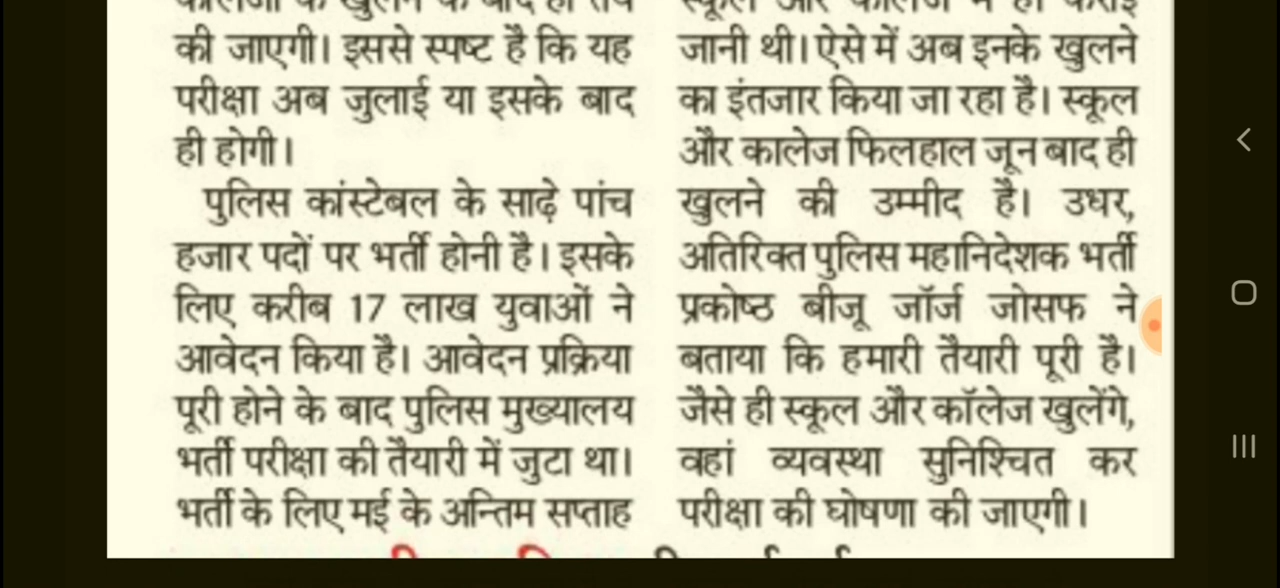 की जाएगी। इससे स्पष्ट है कि यह
परीक्षा अब जुलाई या इसके बाद
ही होगी।
पुलिस कांस्टेबल के साढ़े पांच
हजार पदों पर भर्ती होनी है। इसके
लिए करीब 17 लाख युवाओं ने
आवेदन किया है। आवेदन प्रक्रिया
पूरी होने के बाद पुलिस मुख्यालय
भर्ती परीक्षा की तैयारी में जुटा था।
भर्ती के लिए मई के अन्तिम सप्ताह
जानी थी। ऐसे में अब इनके खुलने
का इंतजार किया जा रहा है। स्कूल
और कालेज फिलहाल जून बाद ही
खुलने की उम्मीद है। उधर,
अतिरिक्त पुलिस महानिदेशक भर्ती
प्रकोष्ठ बीजू जॉर्ज जोसफ ने
बताया कि हमारी तैयारी पूरी है।
जैसे ही स्कूल और कॉलेज खुलेंगे,
वहां व्यवस्था सुनिश्चित कर
परीक्षा की घोषणा की जाएगी।